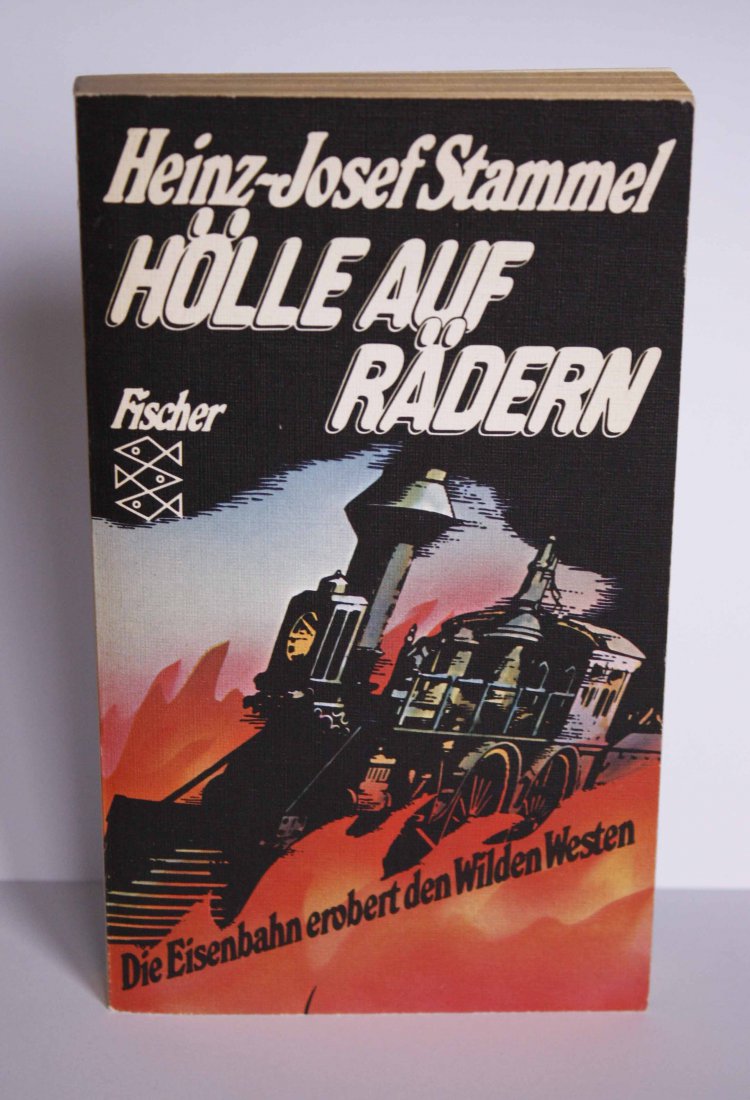 Heinz-Josef Stammel
HÖLLE AUF
RÄDERN
Fischer
Die Eisenbahn erobert den Wilden Westen